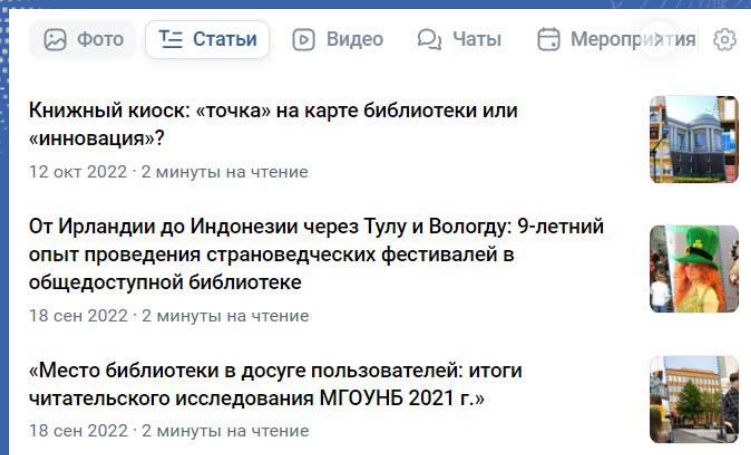 Фото Статьи Видео Чаты Мероприятия
Книжный киоск: «точка» на карте библиотеки или
«инновация»?
12 окт 2022 · 2 минуты на чтение
От Ирландии до Индонезии через Тулу и Вологду: 9-летний
опыт проведения страноведческих фестивалей в
общедоступной библиотеке
18 сен 2022 · 2 минуты на чтение
«Место библиотеки в досуге пользователей: итоги
читательского исследования МГОУНБ 2021 г.»
18 сен 2022 · 2 минуты на чтение